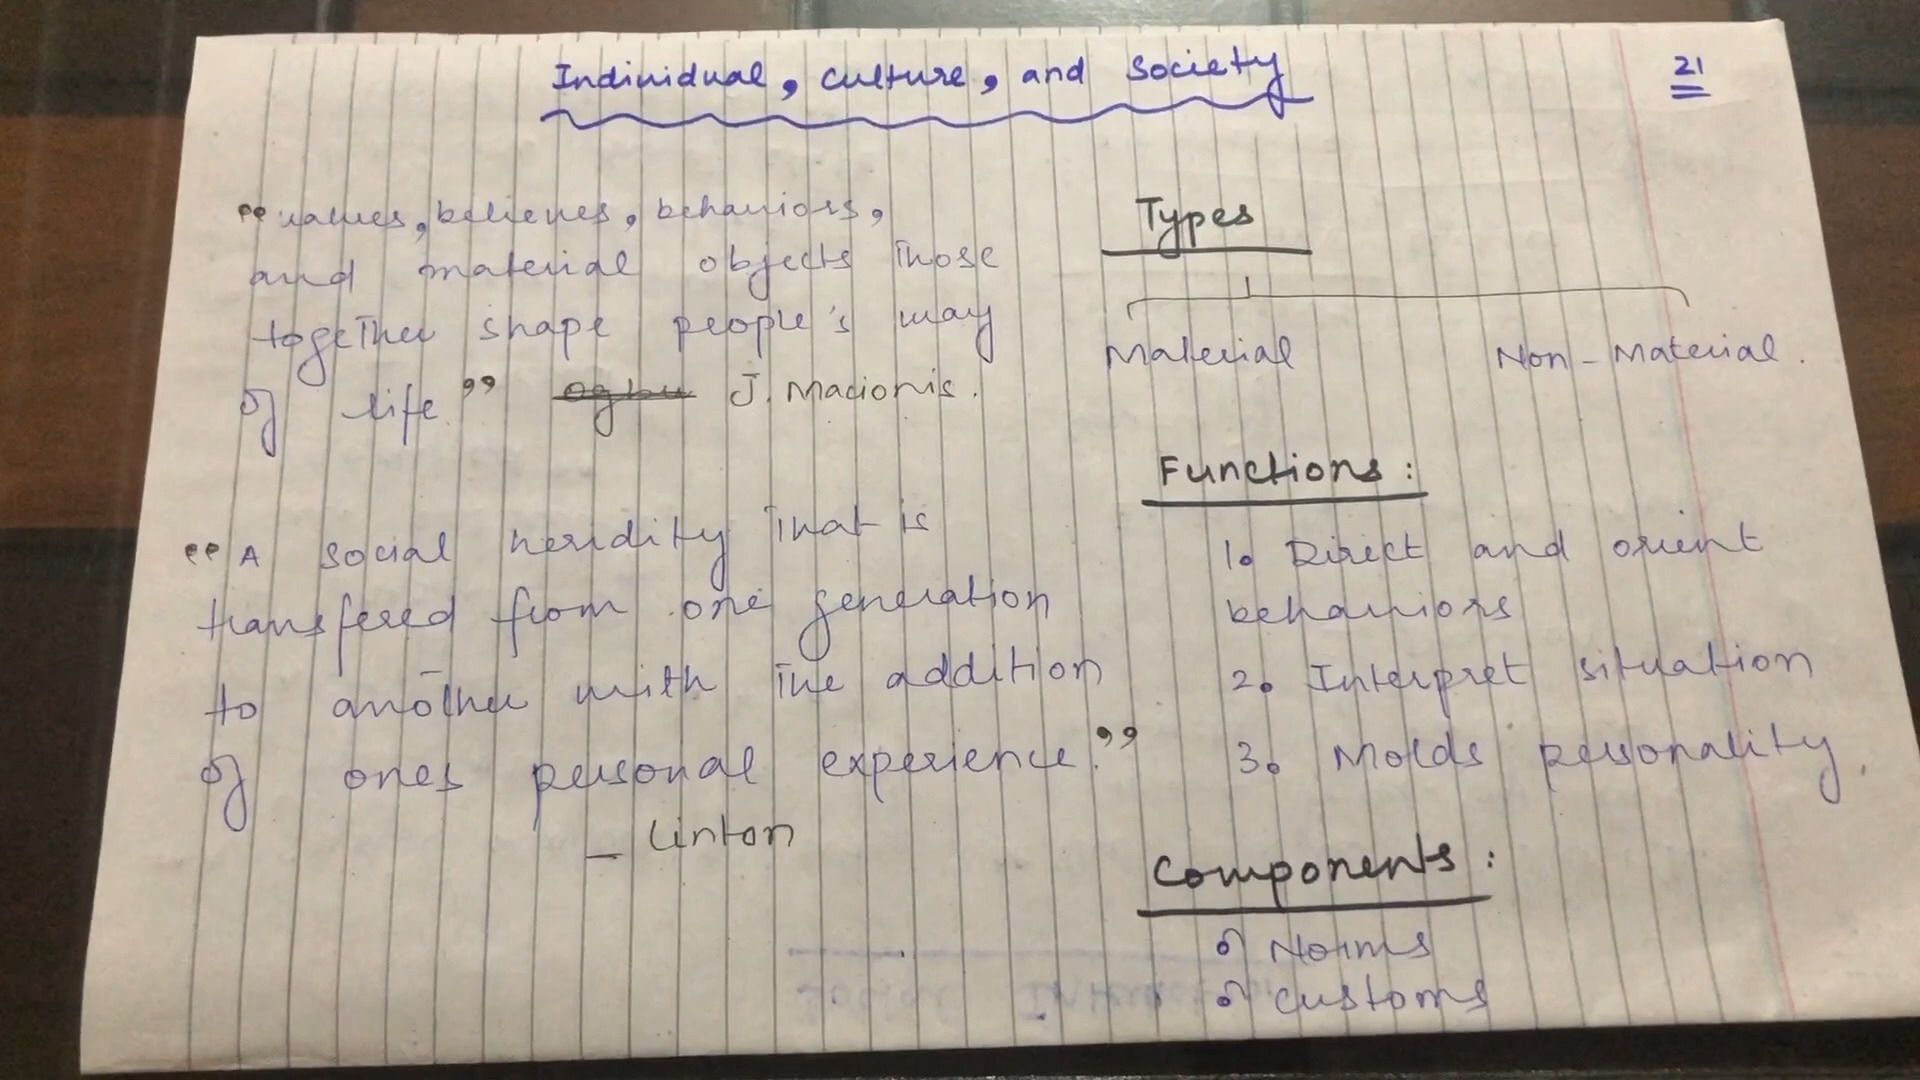 Individual, culture, and society
21
"values, believes, behaviors,
and material objects those
together shape people's way
of life." ~~ogbu~~ J. Macionis.
"A social heridity that is
transfered from one generation
to another with the addition
of ones personal experience."
_ Linton
Types
Material Non-Material.
Functions:
1. Direct and orient
behaviors
2. Interpret situation
3. Molds personality.
Components:
Norms
customs